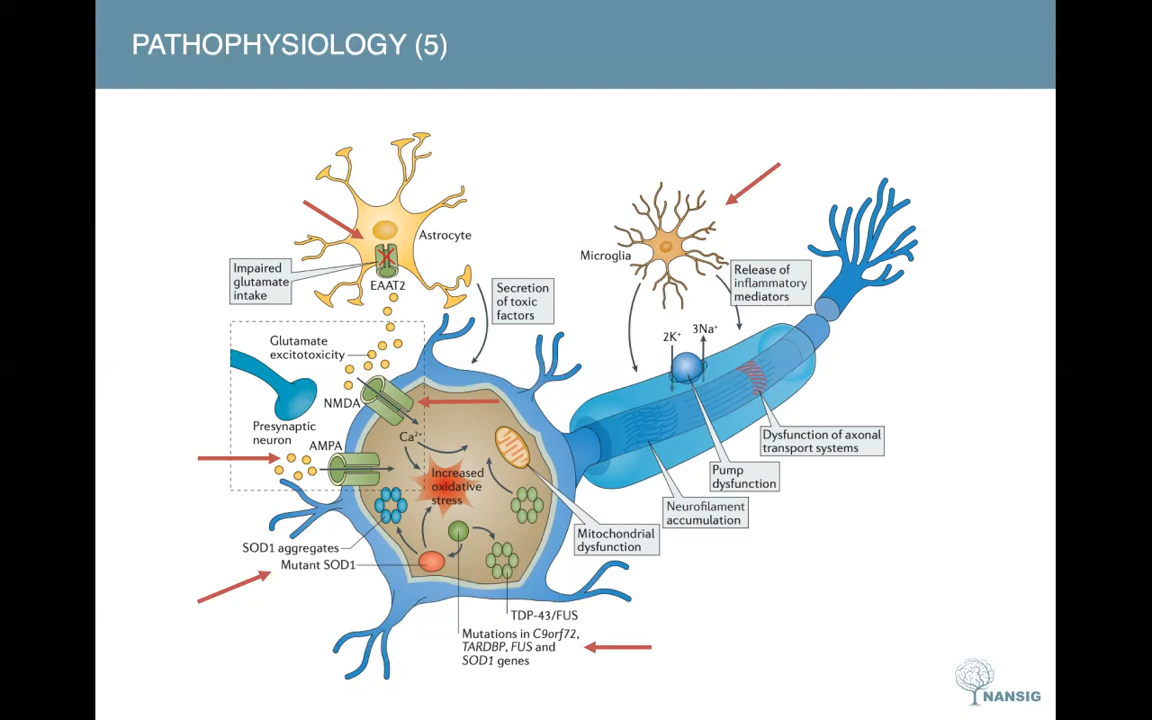 PATHOPHYSIOLOGY (5)
Astrocyte
Impaired
glutamate
intake
EAAT2
Secretion
of toxic
factors
Microglia
Release of
inflammatory
mediators
2K⁺
3Na⁺
Glutamate
excitotoxicity
NMDA
Presynaptic
neuron
AMPA
Ca²⁺
Increased
oxidative
stress
Dysfunction of axonal
transport systems
Pump
dysfunction
Neurofilament
accumulation
Mitochondrial
dysfunction
SOD1 aggregates
Mutant SOD1
TDP-43/FUS
Mutations in C9orf72,
TARDBP, FUS and
SOD1 genes
NANSIG